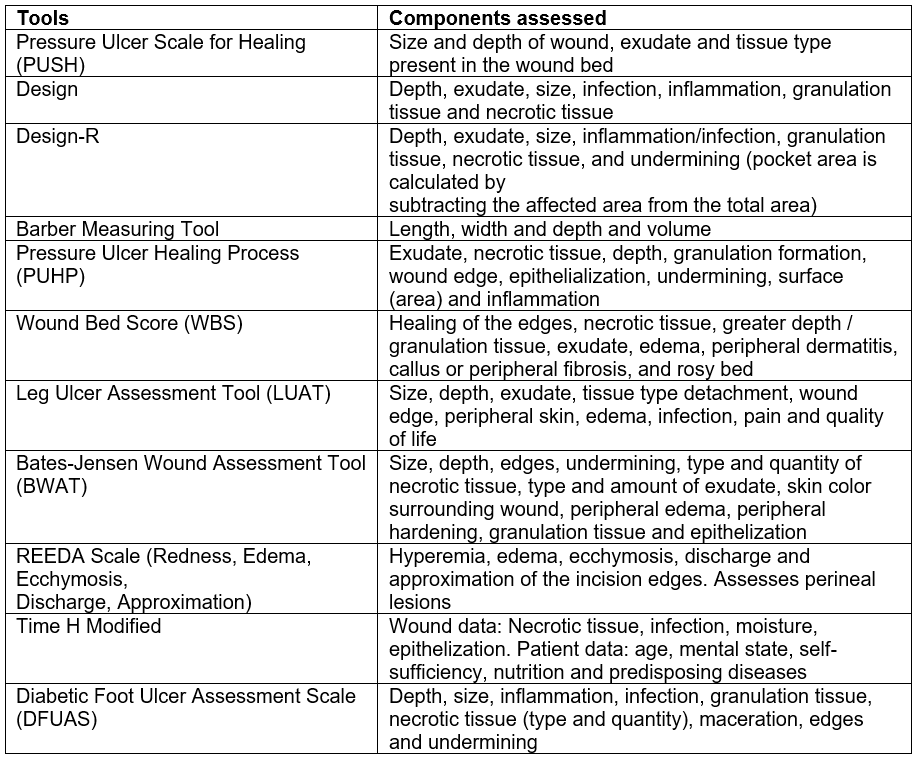 Tools
Components assessed
Pressure Ulcer Scale for Healing
(PUSH)
Size and depth of wound, exudate and tissue type
present in the wound bed
Design
Depth, exudate, size, infection, inflammation, granulation
tissue and necrotic tissue
Design-R
Depth, exudate, size, inflammation/infection, granulation
tissue, necrotic tissue, and undermining (pocket area is
calculated by
subtracting the affected area from the total area)
Barber Measuring Tool
Length, width and depth and volume
Pressure Ulcer Healing Process
(PUHP)
Exudate, necrotic tissue, depth, granulation formation,
wound edge, epithelialization, undermining, surface
(area) and inflammation
Wound Bed Score (WBS)
Healing of the edges, necrotic tissue, greater depth /
granulation tissue, exudate, edema, peripheral dermatitis,
callus or peripheral fibrosis, and rosy bed
Leg Ulcer Assessment Tool (LUAT)
Size, depth, exudate, tissue type detachment, wound
edge, peripheral skin, edema, infection, pain and quality
of life
Bates-Jensen Wound Assessment Tool
(BWAT)
Size, depth, edges, undermining, type and quantity of
necrotic tissue, type and amount of exudate, skin color
surrounding wound, peripheral edema, peripheral
hardening, granulation tissue and epithelization
REEDA Scale (Redness, Edema,
Ecchymosis,
Discharge, Approximation)
Hyperemia, edema, ecchymosis, discharge and
approximation of the incision edges. Assesses perineal
lesions
Time H Modified
Wound data: Necrotic tissue, infection, moisture,
epithelization. Patient data: age, mental state, self-
sufficiency, nutrition and predisposing diseases
Diabetic Foot Ulcer Assessment Scale
(DFUAS)
Depth, size, inflammation, infection, granulation tissue,
necrotic tissue (type and quantity), maceration, edges
and undermining